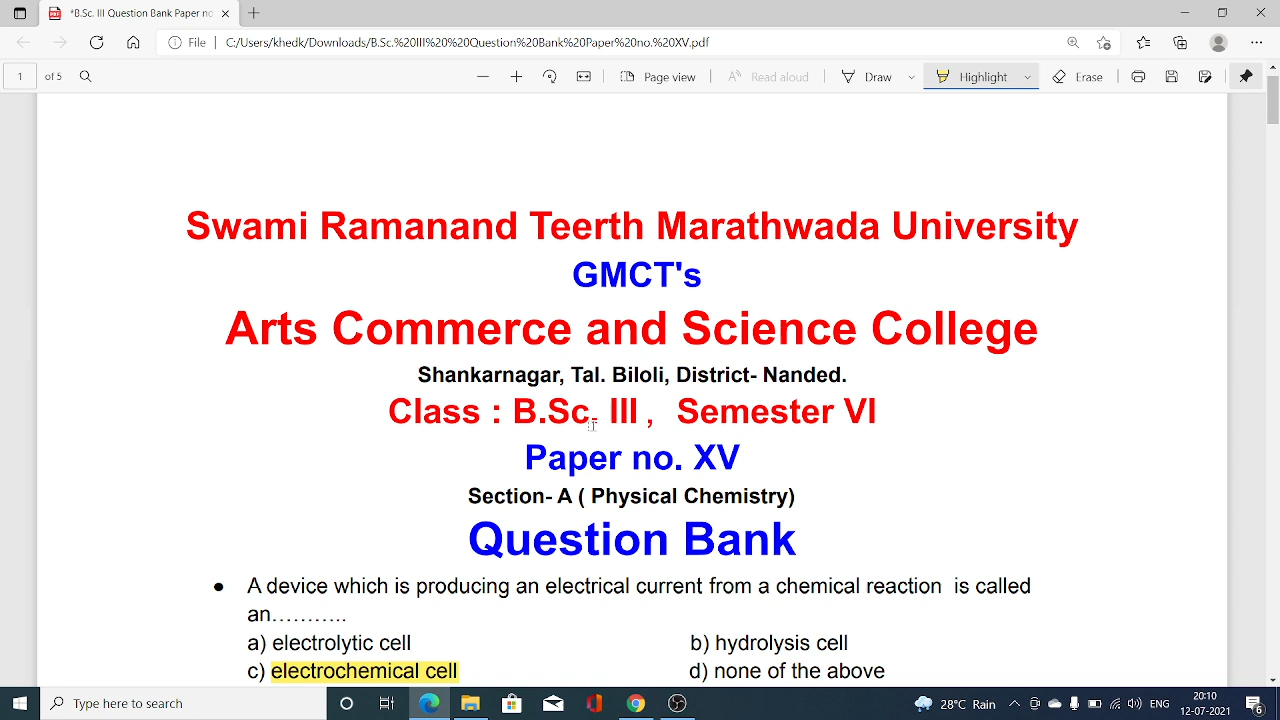 *B.Sc. III Question Bank Paper no
File
C:/Users/khedk/Downloads/B.Sc.%20III%20%20Question%20Bank%20Paper%20no.%20XV.pdf
1 of 5
Page view
Read aloud
Draw
Highlight
Erase
Swami Ramanand Teerth Marathwada University
GMCT's
Arts Commerce and Science College
Shankarnagar, Tal. Biloli, District- Nanded.
Class : B.Sc. III , Semester VI
Paper no. XV
Section- A ( Physical Chemistry)
Question Bank
● A device which is producing an electrical current from a chemical reaction is called
an………..
a) electrolytic cell b) hydrolysis cell
c) electrochemical cell d) none of the above
Type here to search
28°C Rain
ENG
20:10
12-07-2021
6